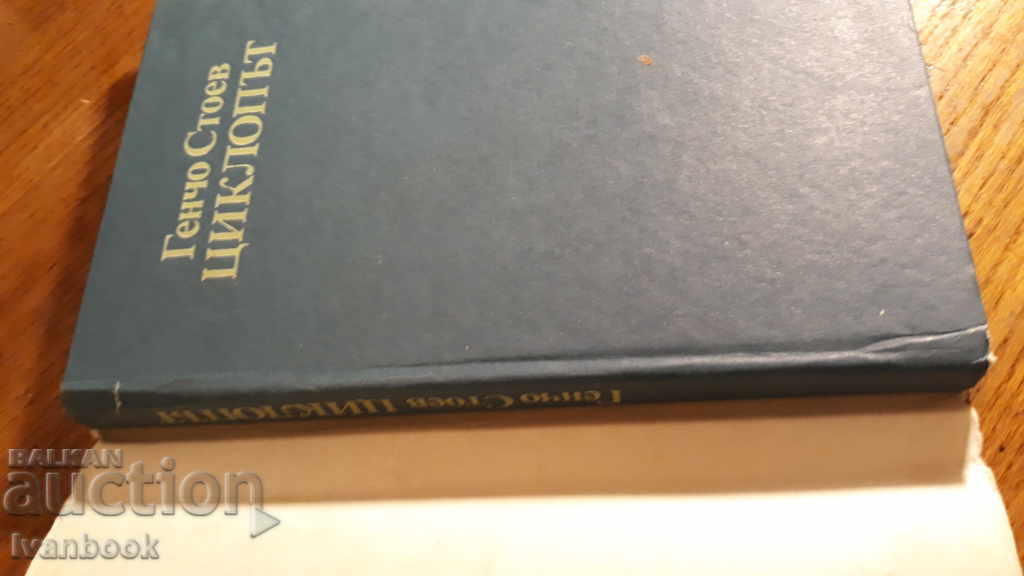 Генчо Стоев
ЦИКЛОПЪТ
Генчо Стоев ЦИКЛОПЪТ
BALKAN
auction
Ivanbook